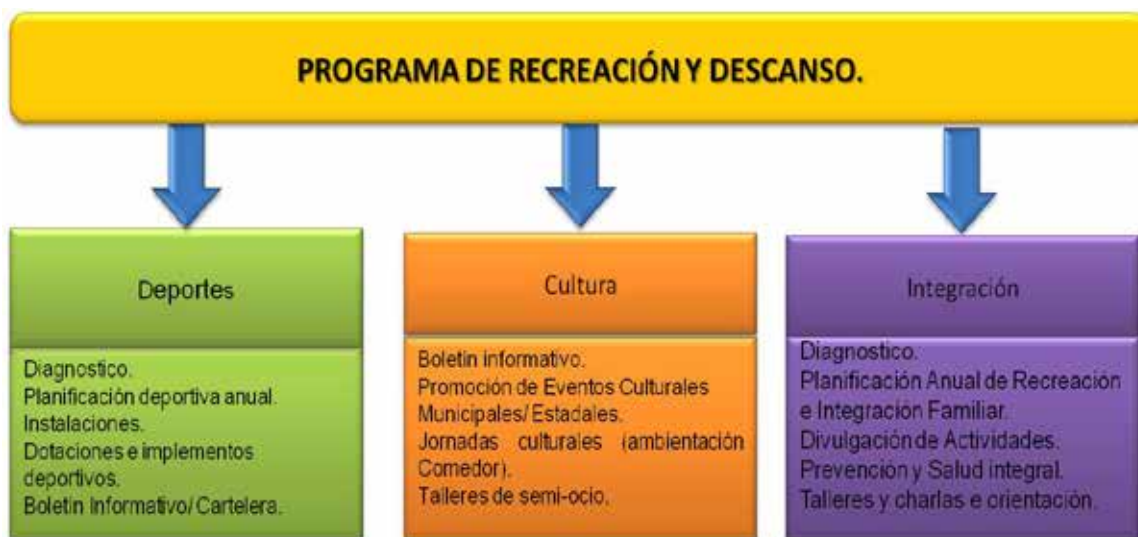 PROGRAMA DE RECREACIÓN Y DESCANSO.
Deportes
Diagnostico.
Planificación deportiva anual.
Instalaciones.
Dotaciones e implementos
deportivos.
Boletin Informativo/ Cartelera.
Cultura
Boletin informativo.
Promoción de Eventos Culturales
Municipales/ Estadales.
Jornadas culturales (ambientación
Comedor).
Talleres de semi-ocio.
Integración
Diagnostico.
Planificación Anual de Recreación
e Integración Familiar.
Divulgación de Actividades.
Prevención y Salud integral.
Talleres y charlas e orientación.